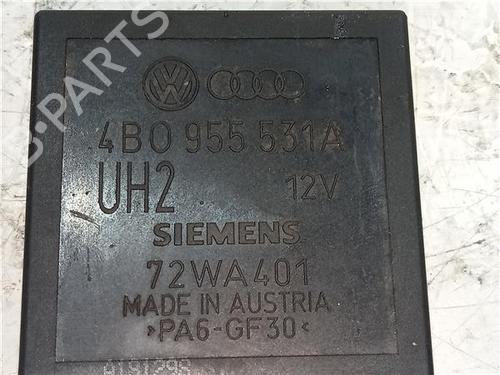 4B0 955 531A
UH2 12V
SIEMENS
72WA401
MADE IN AUSTRIA
>PA6-GF30<
B-PARTS